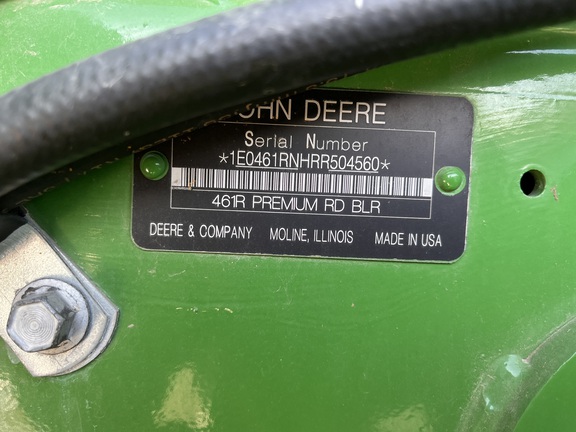 JOHN DEERE
Serial Number
*1E0461RNHRR504560*
461R PREMIUM RD BLR
DEERE & COMPANY MOLINE, ILLINOIS MADE IN USA